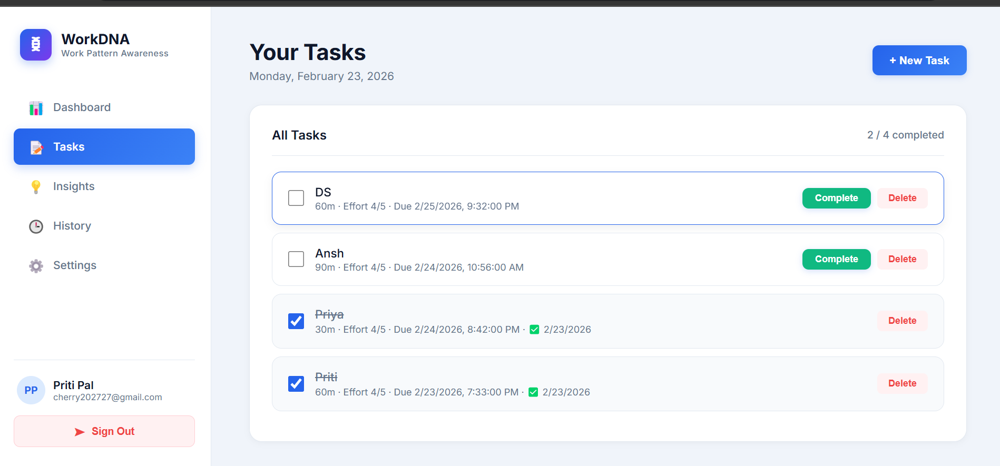 WorkDNA
Work Pattern Awareness
Dashboard
Tasks
Insights
History
Settings
PP
Priti Pal
cherry202727@gmail.com
Sign Out
Your Tasks
Monday, February 23, 2026
+ New Task
All Tasks
2 / 4 completed
DS
60m · Effort 4/5 · Due 2/25/2026, 9:32:00 PM
Complete
Delete
Ansh
90m · Effort 4/5 · Due 2/24/2026, 10:56:00 AM
Complete
Delete
Priya
30m · Effort 4/5 · Due 2/24/2026, 8:42:00 PM · ✅ 2/23/2026
Delete
Priti
60m · Effort 4/5 · Due 2/23/2026, 7:33:00 PM · ✅ 2/23/2026
Delete